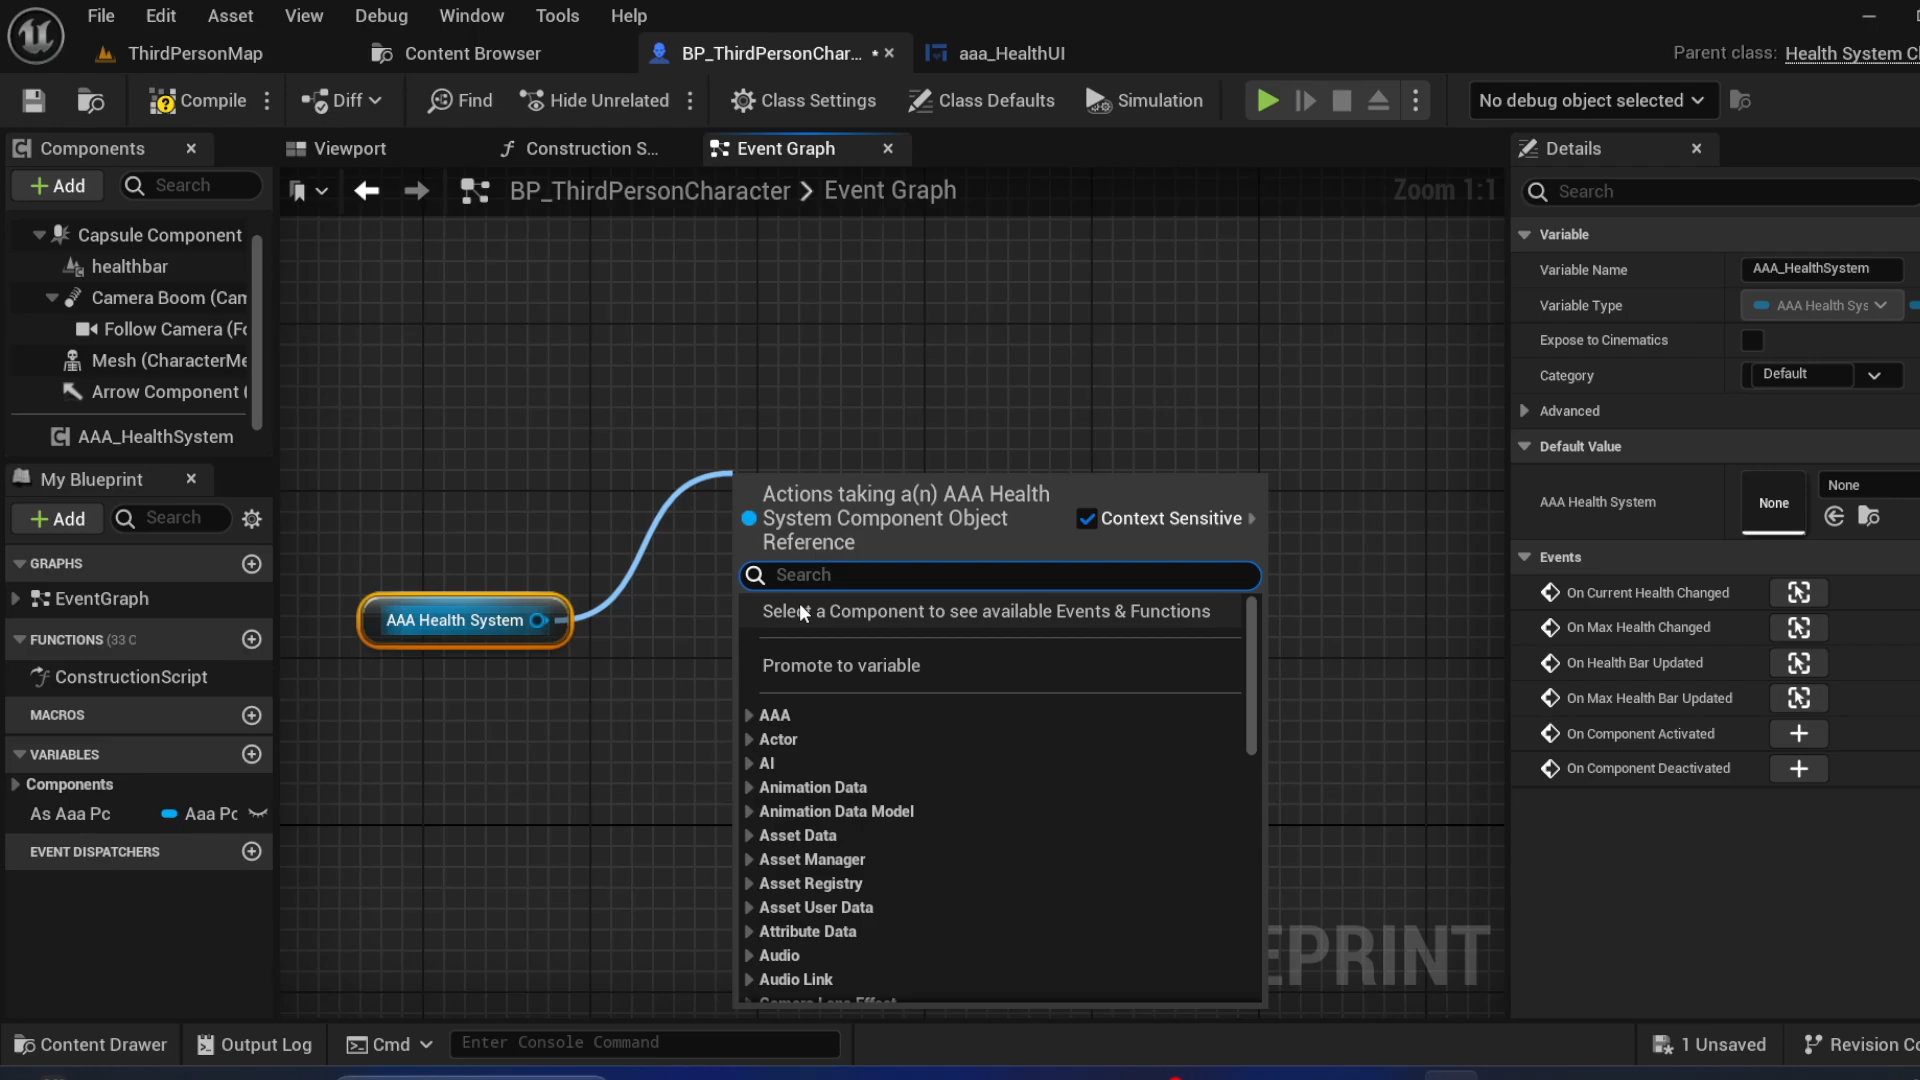 File Edit Asset View Debug Window Tools Help
ThirdPersonMap Content Browser BP_ThirdPersonChar... • aaa_HealthUI Parent class: Health System Cl
Compile Diff Find Hide Unrelated Class Settings Class Defaults Simulation No debug object selected
Components Viewport Construction S... Event Graph Details
Add Search BP_ThirdPersonCharacter > Event Graph Zoom 1:1 Search
Capsule Component
healthbar
Camera Boom (Can
Follow Camera (Fo
Mesh (CharacterMe
Arrow Component (
AAA_HealthSystem
My Blueprint
Add Search
GRAPHS
EventGraph
FUNCTIONS (33 O
ConstructionScript
MACROS
VARIABLES
Components
As Aaa Pc Aaa Pc
EVENT DISPATCHERS
AAA Health System
Actions taking a(n) AAA Health
System Component Object
Reference
Context Sensitive
Search
Select a Component to see available Events & Functions
Promote to variable
AAA
Actor
AI
Animation Data
Animation Data Model
Asset Data
Asset Manager
Asset Registry
Asset User Data
Attribute Data
Audio
Audio Link
Camera Lens Effect
EPRINT
Variable
Variable Name AAA_HealthSystem
Variable Type AAA Health Sys
Expose to Cinematics
Category Default
Advanced
Default Value
AAA Health System None None
Events
On Current Health Changed
On Max Health Changed
On Health Bar Updated
On Max Health Bar Updated
On Component Activated
On Component Deactivated
Content Drawer Output Log Cmd Enter Console Command 1 Unsaved Revision Co